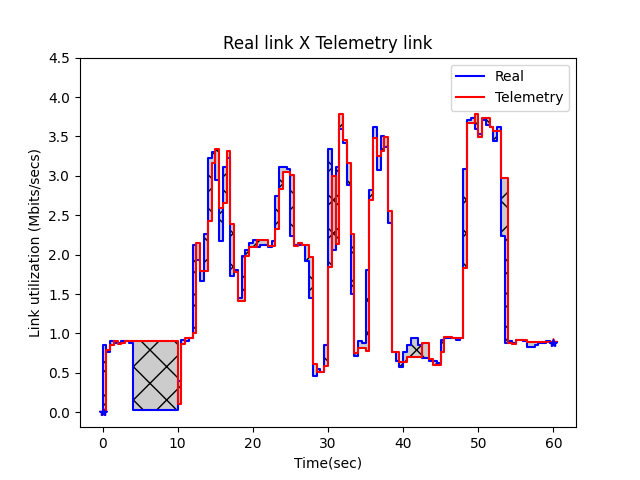 Real link X Telemetry link
Real
Telemetry
Link utilization (Mbits/secs)
4.5
4.0
3.5
3.0
2.5
2.0
1.5
1.0
0.5
0.0
0 10 20 30 40 50 60
Time(sec)